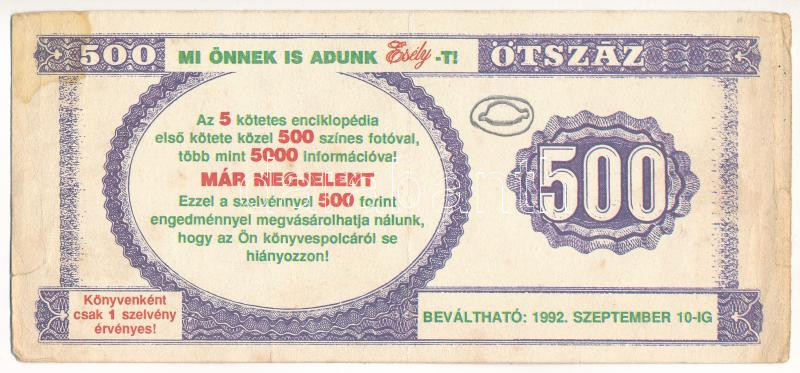 500 MI ÖNNEK IS ADUNK Esély -T! ÖTSZÁZ
Az 5 kötetes enciklopédia
első kötete közel 500 színes fotóval,
több mint 5000 információval
MÁR MEGJELENT
Ezzel a szelvénnyel 500 forint
engedménnyel megvásárolhatja nálunk,
hogy az Ön könyvespolcáról se
hiányozzon!
500
Könyvenként
csak 1 szelvény
érvényes!
BEVÁLTHATÓ: 1992. SZEPTEMBER 10-IG